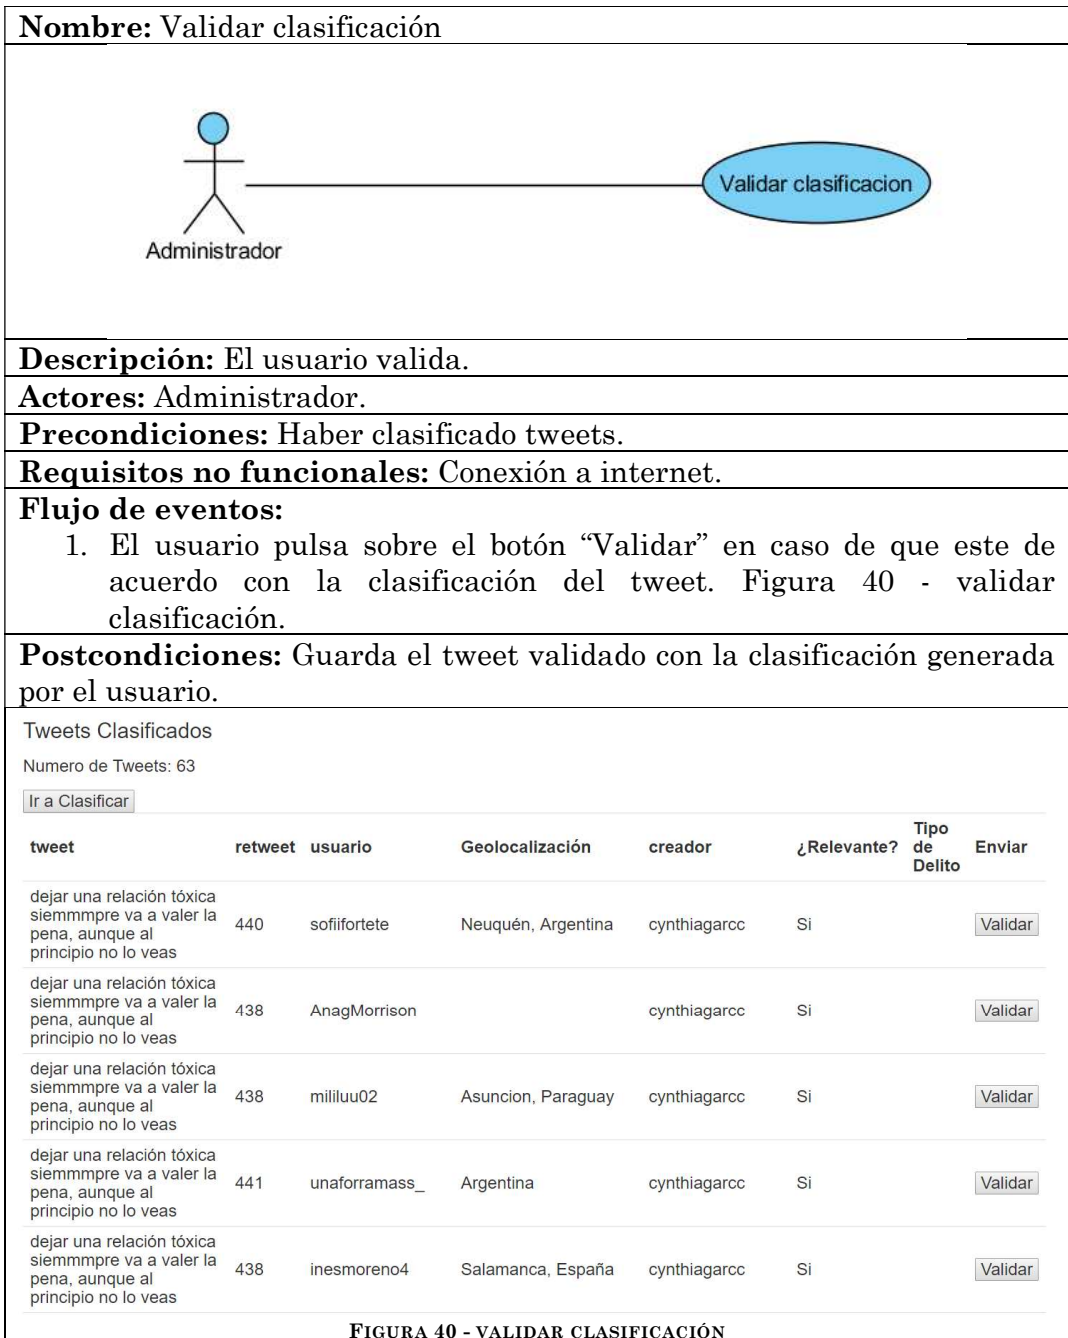 Nombre: Validar clasificación
Validar clasificacion
Administrador
Descripción: El usuario valida.
Actores: Administrador.
Precondiciones: Haber clasificado tweets.
Requisitos no funcionales: Conexión a internet.
Flujo de eventos:
1. El usuario pulsa sobre el botón “Validar” en caso de que este de
acuerdo con la clasificación del tweet. Figura 40 - validar
clasificación.
Postcondiciones: Guarda el tweet validado con la clasificación generada
por el usuario.
Tweets Clasificados
Numero de Tweets: 63
Ir a Clasificar
tweet retweet usuario Geolocalización creador ¿Relevante? Tipo de Delito Enviar
dejar una relación tóxica
siemmmpre va a valer la
pena, aunque al
principio no lo veas
440 sofiifortete Neuquén, Argentina cynthiagarcc Si Validar
dejar una relación tóxica
siemmmpre va a valer la
pena, aunque al
principio no lo veas
438 AnagMorrison cynthiagarcc Si Validar
dejar una relación tóxica
siemmmpre va a valer la
pena, aunque al
principio no lo veas
438 mililuu02 Asuncion, Paraguay cynthiagarcc Si Validar
dejar una relación tóxica
siemmmpre va a valer la
pena, aunque al
principio no lo veas
441 unaforramass_ Argentina cynthiagarcc Si Validar
dejar una relación tóxica
siemmmpre va a valer la
pena, aunque al
principio no lo veas
438 inesmoreno4 Salamanca, España cynthiagarcc Si Validar
FIGURA 40 - VALIDAR CLASIFICACIÓN